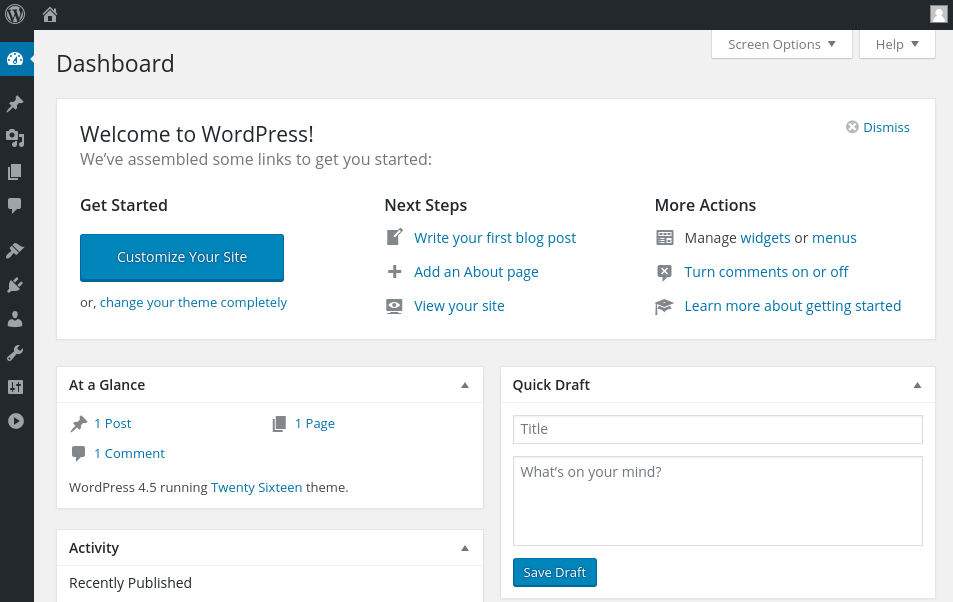 Screen Options
Help
Dashboard
Welcome to WordPress!
We've assembled some links to get you started:
Dismiss
Get Started
Customize Your Site
or, change your theme completely
Next Steps
Write your first blog post
Add an About page
View your site
More Actions
Manage widgets or menus
Turn comments on or off
Learn more about getting started
At a Glance
1 Post
1 Page
1 Comment
WordPress 4.5 running Twenty Sixteen theme.
Activity
Recently Published
Quick Draft
Title
What's on your mind?
Save Draft